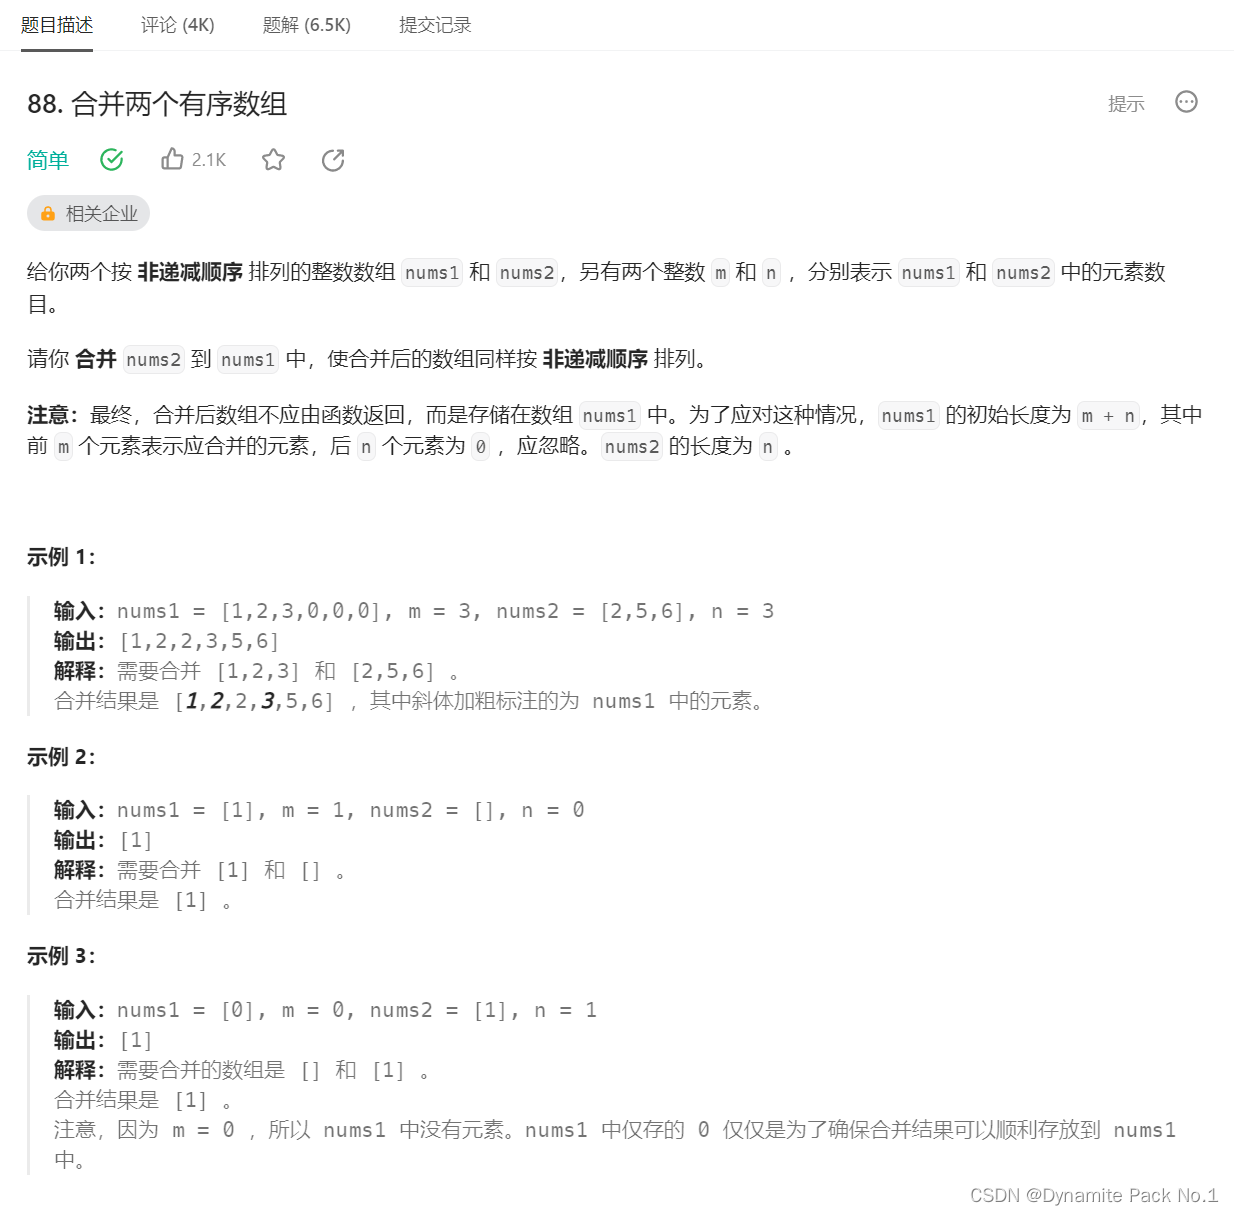 题目描述 评论 (4K) 题解 (6.5K) 提交记录
88. 合并两个有序数组 提示
简单 2.1K
相关企业
给你两个按 非递减顺序 排列的整数数组 nums1 和 nums2，另有两个整数 m 和 n ，分别表示 nums1 和 nums2 中的元素数
目。
请你 合并 nums2 到 nums1 中，使合并后的数组同样按 非递减顺序 排列。
注意：最终，合并后数组不应由函数返回，而是存储在数组 nums1 中。为了应对这种情况，nums1 的初始长度为 m + n，其中
前 m 个元素表示应合并的元素，后 n 个元素为 0 ，应忽略。nums2 的长度为 n 。
示例 1：
输入：nums1 = [1,2,3,0,0,0], m = 3, nums2 = [2,5,6], n = 3
输出：[1,2,2,3,5,6]
解释：需要合并 [1,2,3] 和 [2,5,6] 。
合并结果是 [1,2,2,3,5,6] ，其中斜体加粗标注的为 nums1 中的元素。
示例 2：
输入：nums1 = [1], m = 1, nums2 = [], n = 0
输出：[1]
解释：需要合并 [1] 和 [] 。
合并结果是 [1] 。
示例 3：
输入：nums1 = [0], m = 0, nums2 = [1], n = 1
输出：[1]
解释：需要合并的数组是 [] 和 [1] 。
合并结果是 [1] 。
注意，因为 m = 0 ，所以 nums1 中没有元素。nums1 中仅存的 0 仅仅是为了确保合并结果可以顺利存放到 nums1
中。
CSDN @Dynamite Pack No.1